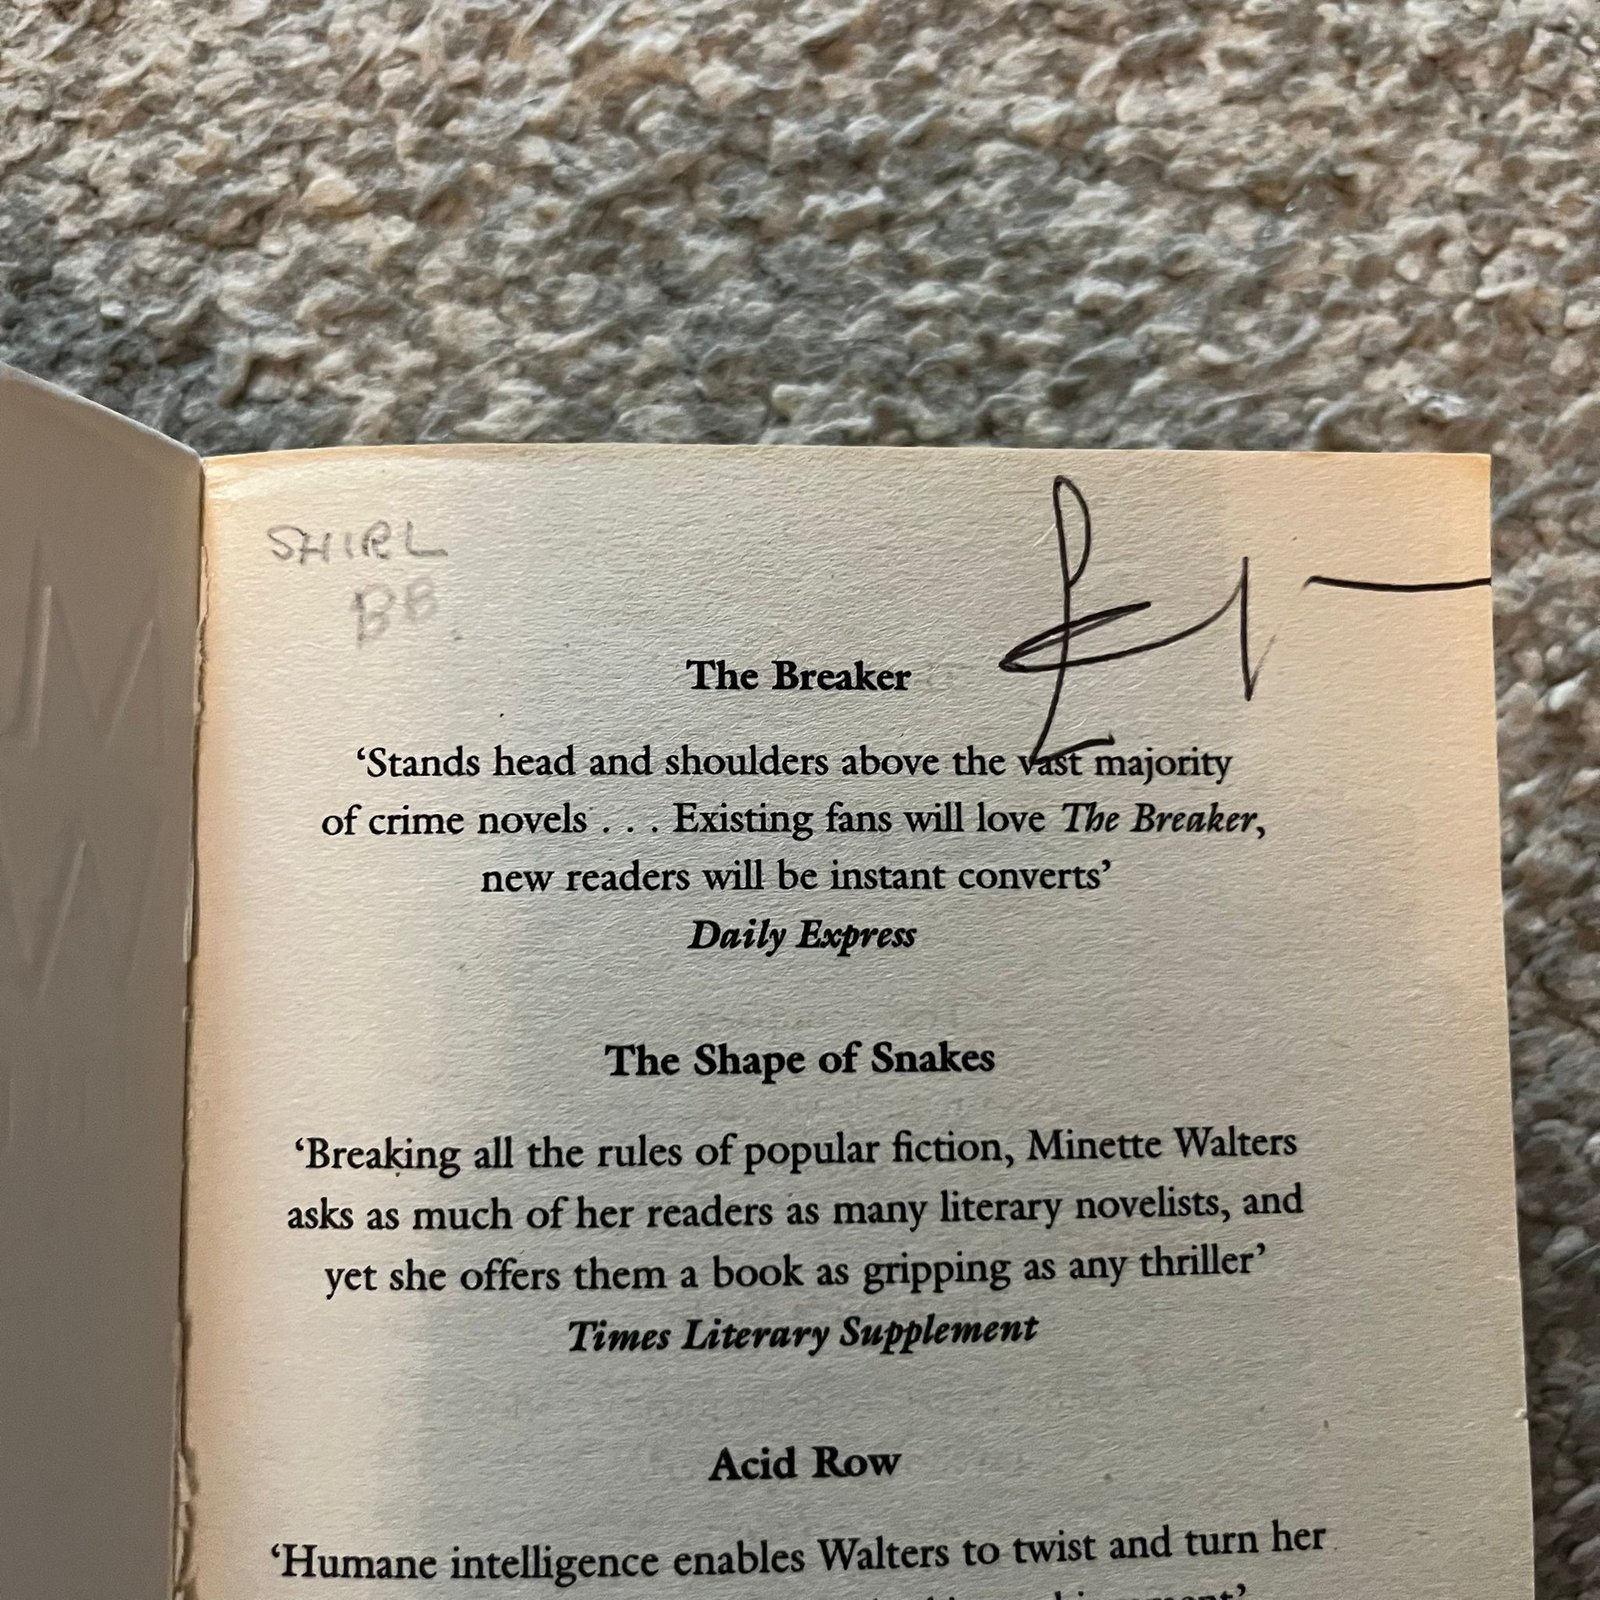 SHIRL
BB
The Breaker
‘Stands head and shoulders above the vast majority
of crime novels . . . Existing fans will love The Breaker,
new readers will be instant converts’
Daily Express
The Shape of Snakes
‘Breaking all the rules of popular fiction, Minette Walters
asks as much of her readers as many literary novelists, and
yet she offers them a book as gripping as any thriller’
Times Literary Supplement
Acid Row
‘Humane intelligence enables Walters to twist and turn her